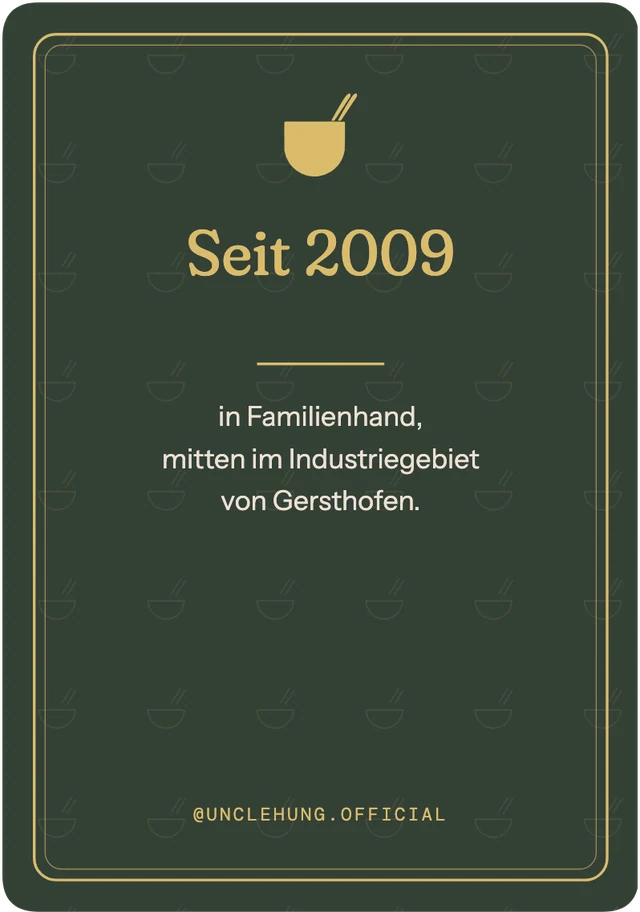 Seit 2009
in Familienhand,
mitten im Industriegebiet
von Gersthofen.
@UNCLEHUNG.OFFICIAL